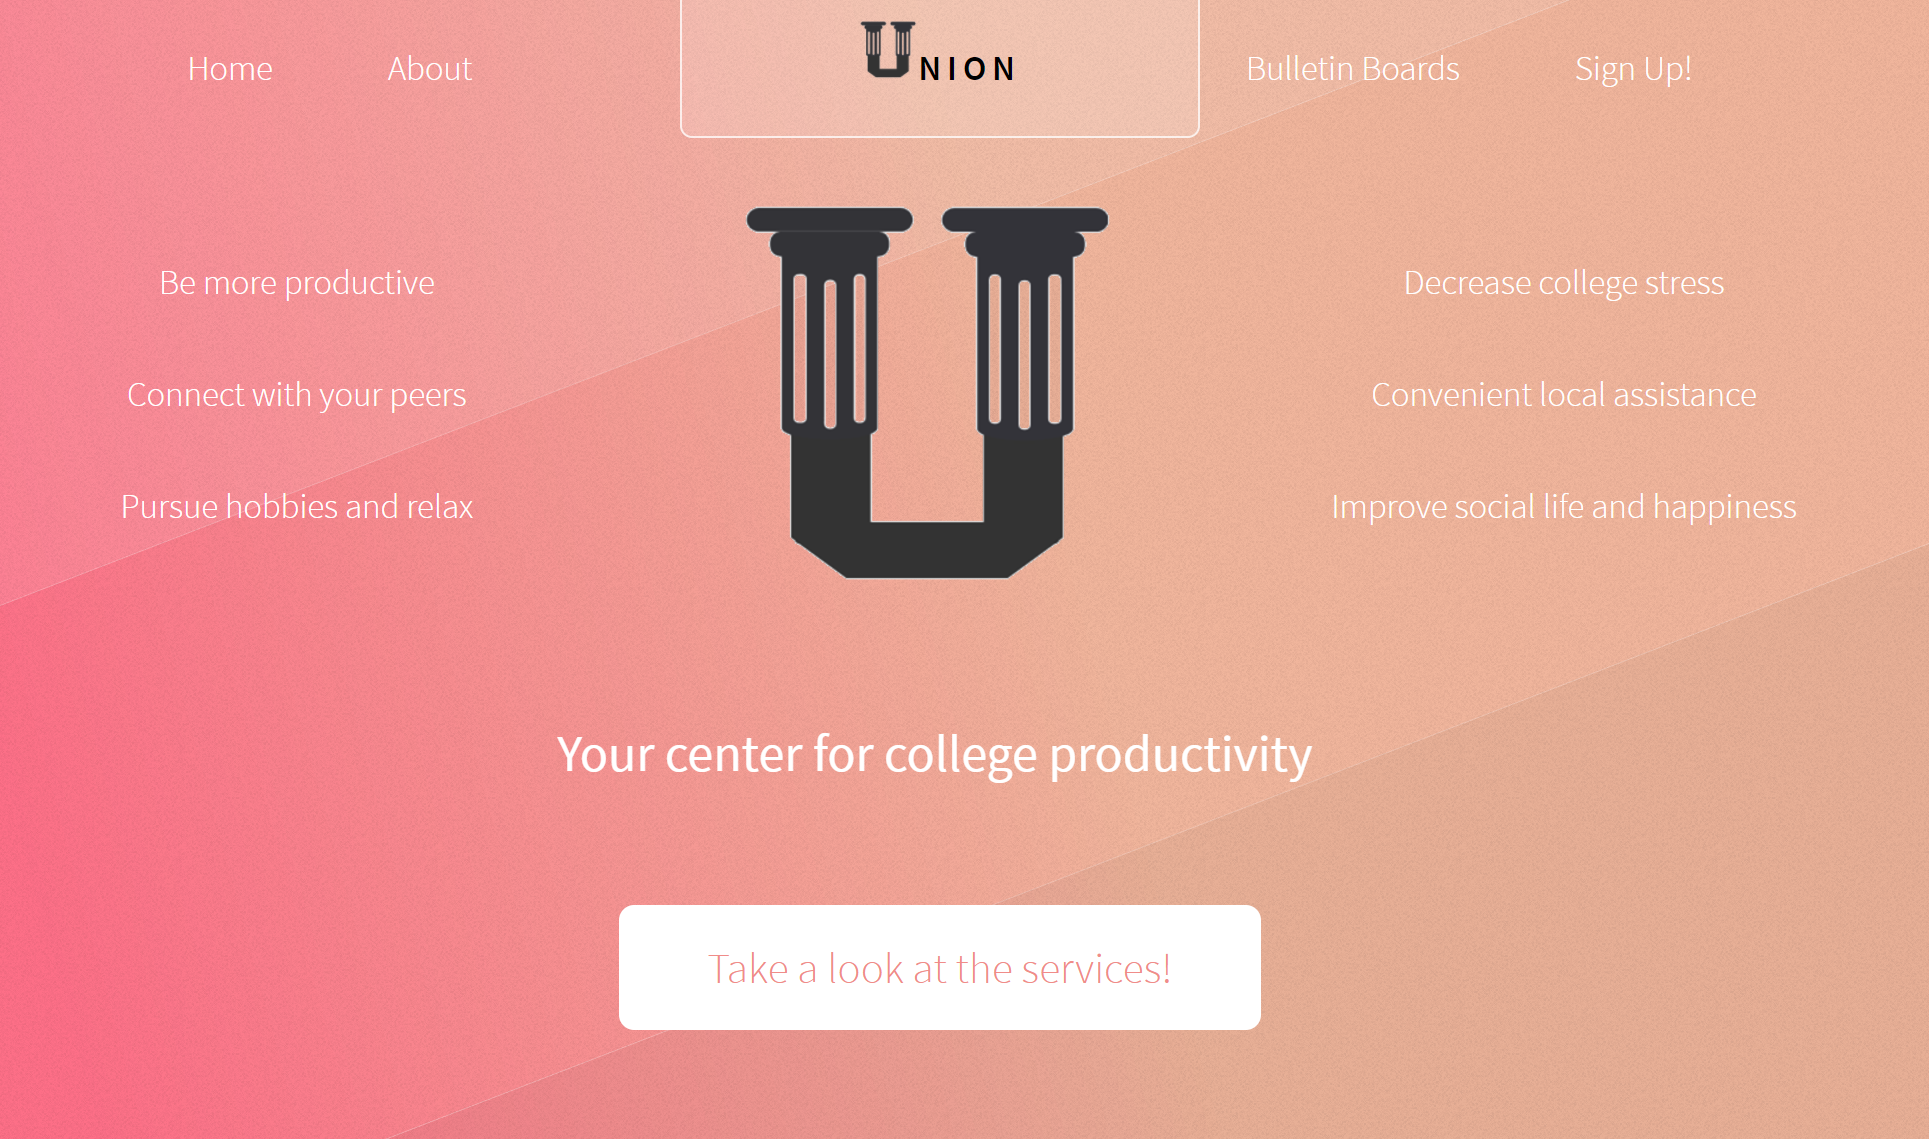 Home
About
UNION
Bulletin Boards
Sign Up!
Be more productive
Connect with your peers
Pursue hobbies and relax
U
Decrease college stress
Convenient local assistance
Improve social life and happiness
Your center for college productivity
Take a look at the services!